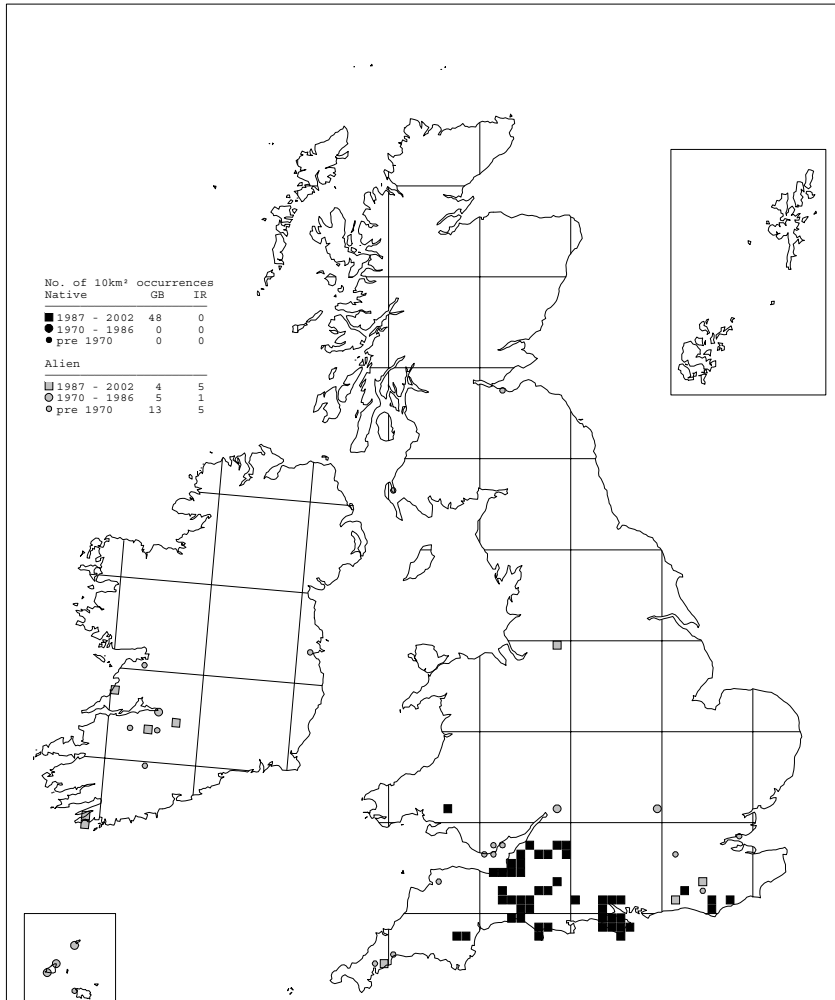 No. of 10km² occurrences
Native GB IR
1987 - 2002 48 0
1970 - 1986 0 0
pre 1970 0 0
Alien
1987 - 2002 4 5
1970 - 1986 5 1
pre 1970 13 5